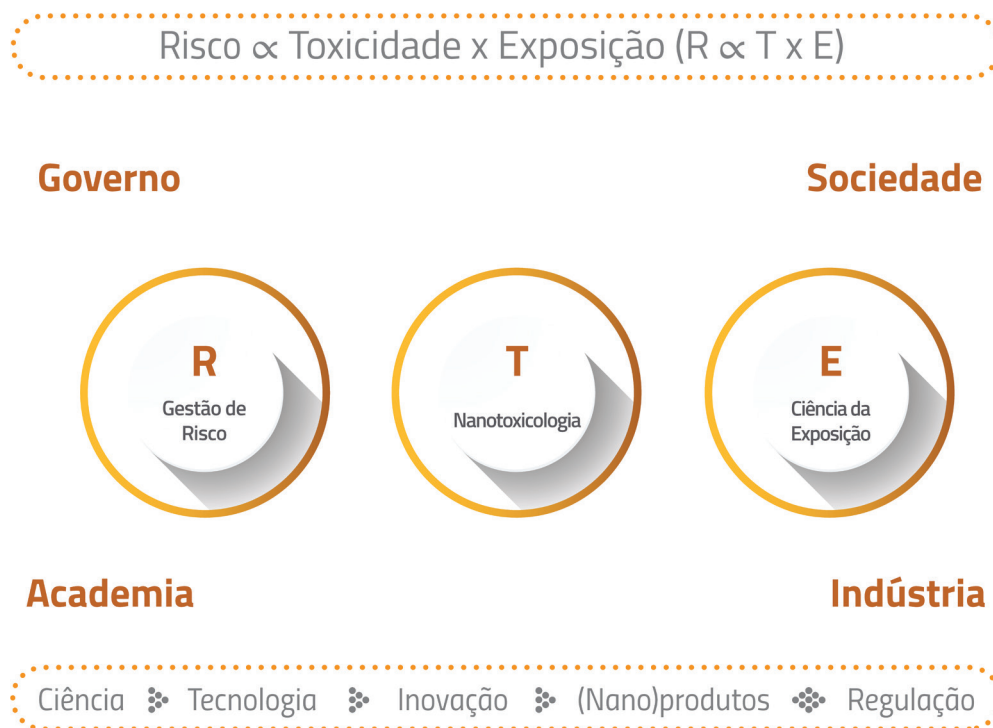 Risco ∝ Toxicidade x Exposição (R ∝ T x E)
Governo
Sociedade
R
Gestão de
Risco
T
Nanotoxicologia
E
Ciência da
Exposição
Academia
Indústria
Ciência Tecnologia Inovação (Nano)produtos Regulação